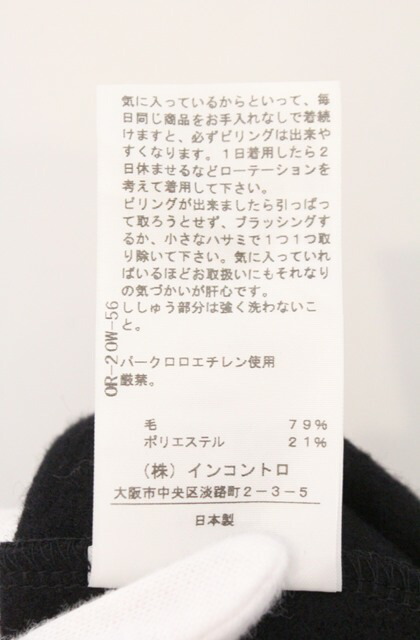 気に入っているからといって、毎
日同じ商品をお手入れなしで着続
けますと、必ずピリングは出来や
すくなります。1日着用したら2
日休ませるなどローテーションを
考えて着用して下さい。
ピリングが出来ましたら引っぱっ
て取ろうとせず、ブラッシングす
るか、小さなハサミで1つ1つ取
り除いて下さい。気に入っていれ
ばいるほどお取扱いにもそれなり
の気づかいが肝心です。
ししゅう部分は強く洗わないこ
と。
パークロロエチレン使用
厳禁。
OR-20W-56
毛 79%
ポリエステル 21%
(株)インコントロ
大阪市中央区淡路町2-3-5
日本製